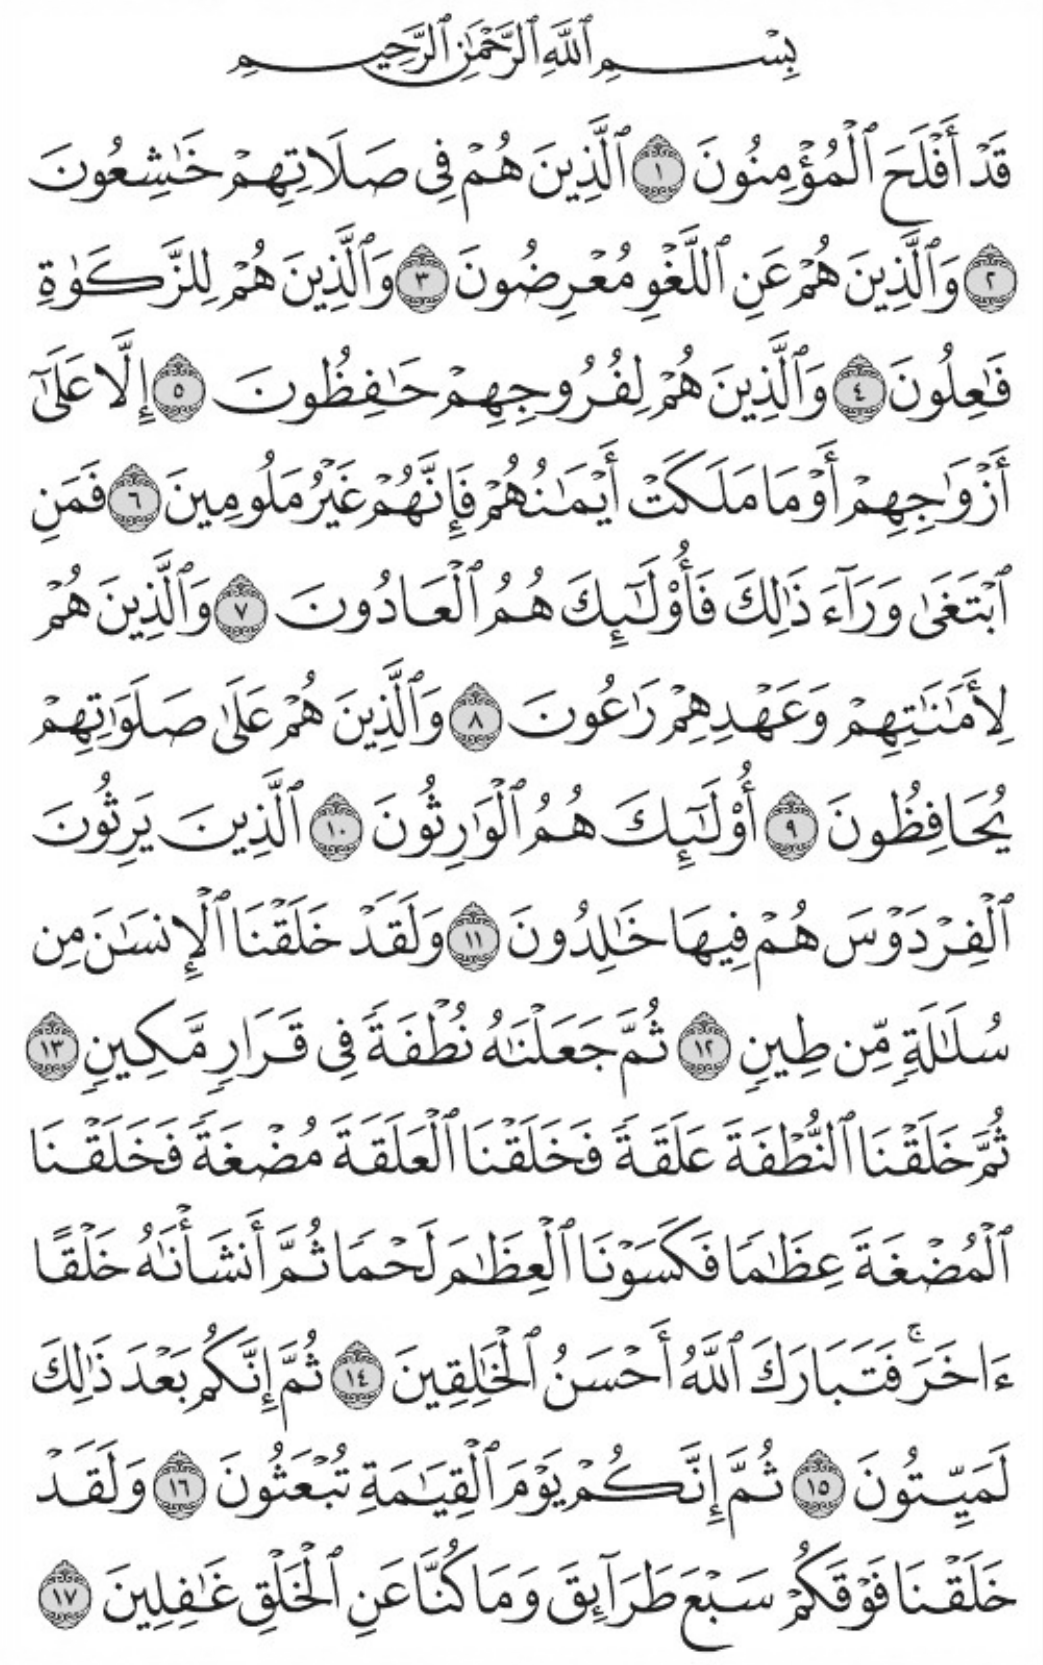 بِسْمِ ٱللَّهِ ٱلرَّحْمَٰنِ ٱلرَّحِيمِ
قَدْ أَفْلَحَ ٱلْمُؤْمِنُونَ ١ ٱلَّذِينَ هُمْ فِى صَلَاتِهِمْ خَٰشِعُونَ
٢ وَٱلَّذِينَ هُمْ عَنِ ٱللَّغْوِ مُعْرِضُونَ ٣ وَٱلَّذِينَ هُمْ لِلزَّكَوٰةِ
فَٰعِلُونَ ٤ وَٱلَّذِينَ هُمْ لِفُرُوجِهِمْ حَٰفِظُونَ ٥ إِلَّا عَلَىٰٓ
أَزْوَٰجِهِمْ أَوْ مَا مَلَكَتْ أَيْمَٰنُهُمْ فَإِنَّهُمْ غَيْرُ مَلُومِينَ ٦ فَمَنِ
ٱبْتَغَىٰ وَرَآءَ ذَٰلِكَ فَأُو۟لَٰٓئِكَ هُمُ ٱلْعَادُونَ ٧ وَٱلَّذِينَ هُمْ
لِأَمَٰنَٰتِهِمْ وَعَهْدِهِمْ رَٰعُونَ ٨ وَٱلَّذِينَ هُمْ عَلَىٰ صَلَوَٰتِهِمْ
يُحَافِظُونَ ٩ أُو۟لَٰٓئِكَ هُمُ ٱلْوَٰرِثُونَ ١٠ ٱلَّذِينَ يَرِثُونَ
ٱلْفِرْدَوْسَ هُمْ فِيهَا خَٰلِدُونَ ١١ وَلَقَدْ خَلَقْنَا ٱلْإِنسَٰنَ مِن
سُلَٰلَةٍ مِّن طِينٍ ١٢ ثُمَّ جَعَلْنَٰهُ نُطْفَةً فِى قَرَارٍ مَّكِينٍ ١٣
ثُمَّ خَلَقْنَا ٱلنُّطْفَةَ عَلَقَةً فَخَلَقْنَا ٱلْعَلَقَةَ مُضْغَةً فَخَلَقْنَا
ٱلْمُضْغَةَ عِظَٰمًا فَكَسَوْنَا ٱلْعِظَٰمَ لَحْمًا ثُمَّ أَنشَأْنَٰهُ خَلْقًا
ءَاخَرَ ۚ فَتَبَارَكَ ٱللَّهُ أَحْسَنُ ٱلْخَٰلِقِينَ ١٤ ثُمَّ إِنَّكُم بَعْدَ ذَٰلِكَ
لَمَيِّتُونَ ١٥ ثُمَّ إِنَّكُمْ يَوْمَ ٱلْقِيَٰمَةِ تُبْعَثُونَ ١٦ وَلَقَدْ
خَلَقْنَا فَوْقَكُمْ سَبْعَ طَرَآئِقَ وَمَا كُنَّا عَنِ ٱلْخَلْقِ غَٰفِلِينَ ١٧